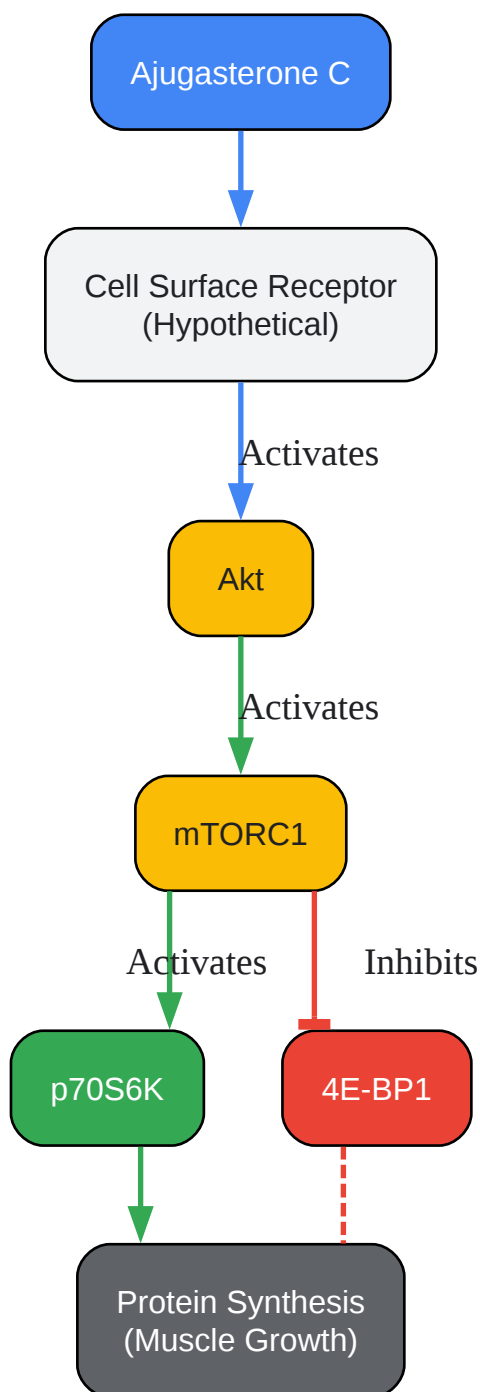 Ajugasterone C
Cell Surface Receptor
(Hypothetical)
Activates
Akt
Activates
mTORC1
Activates
Inhibits
p70S6K
4E-BP1
Protein Synthesis
(Muscle Growth)